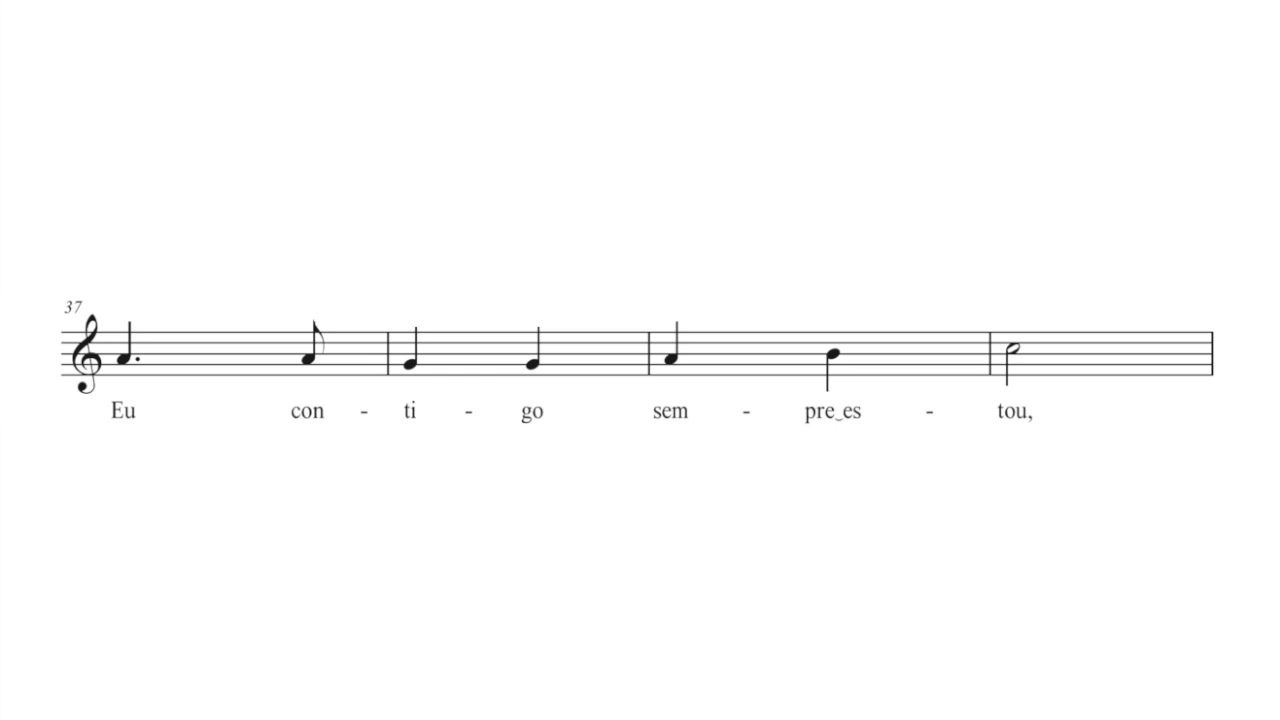 37
Eu con - ti - go sem - pre‿es - tou,